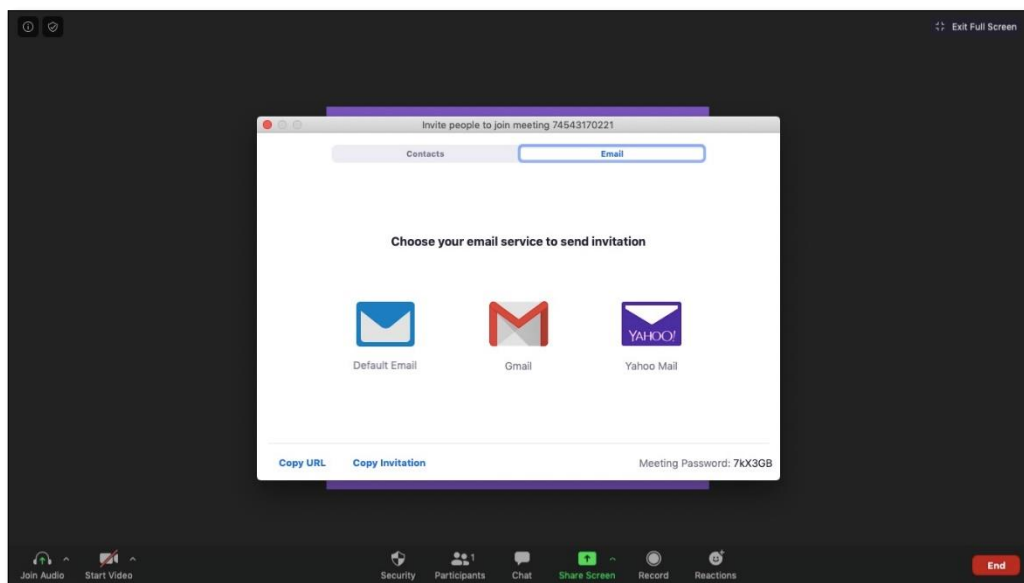 Exit Full Screen
Invite people to join meeting 74543170221
Contacts Email
Choose your email service to send invitation
YAHOO!
Default Email Gmail Yahoo Mail
Copy URL Copy Invitation Meeting Password: 7kX3GB
1
Join Audio Start Video Security Participants Chat Share Screen Record Reactions End